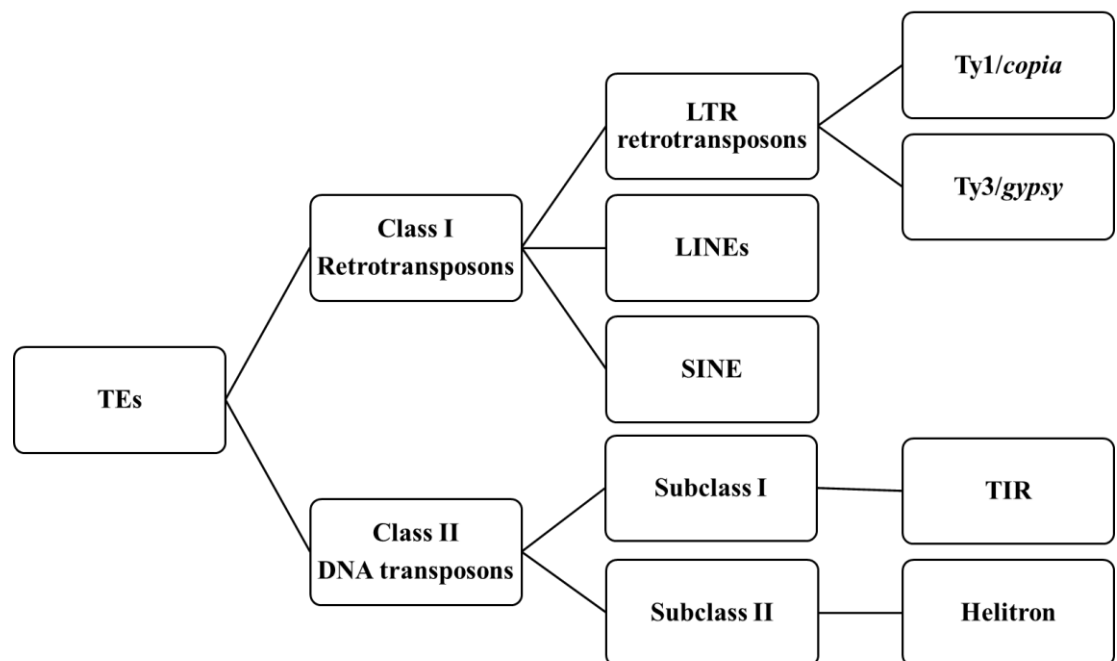 Ty1/copia
LTR
retrotransposons
Ty3/gypsy
Class I
Retrotransposons
LINEs
TEs
SINE
Subclass I
TIR
Class II
DNA transposons
Subclass II
Helitron